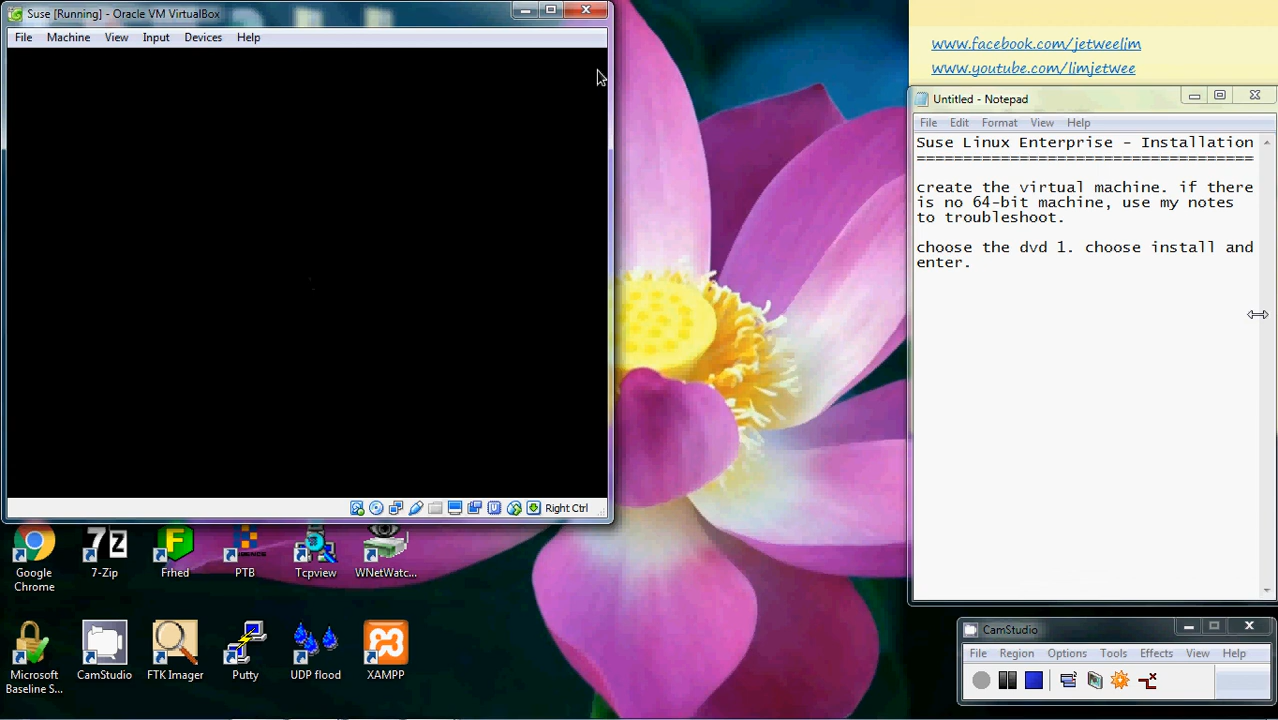 Suse [Running] - Oracle VM VirtualBox
File Machine View Input Devices Help
www.facebook.com/jetweelim
www.youtube.com/limjetwee
Untitled - Notepad
File Edit Format View Help
Suse Linux Enterprise - Installation
====================================
create the virtual machine. if there
is no 64-bit machine, use my notes
to troubleshoot.
choose the dvd 1. choose install and
enter.
Right Ctrl
Google
Chrome
7-Zip
Frhed
PTB
Tcpview
WNetWatc...
Microsoft
Baseline S...
CamStudio
FTK Imager
Putty
UDP flood
XAMPP
CamStudio
File Region Options Tools Effects View Help